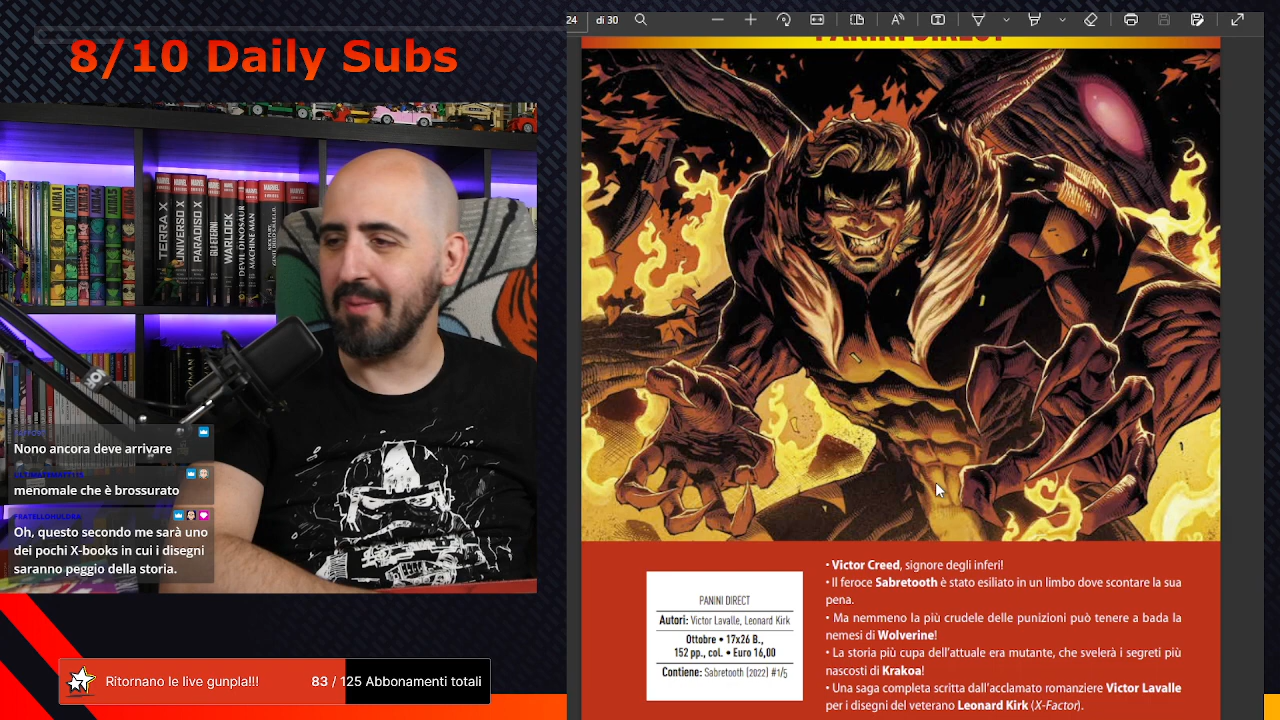 8/10 Daily Subs
24
di 30
PANINI DIRECT
TERRA X
UNIVERSO X
PARADISO X
GLI ETERNI
WARLOCK
DEVIL DINOSAUR
MACHINE MAN
Nono ancora deve arrivare
menomale che è brossurato
FRATELLOMULDER
Oh, questo secondo me sarà uno
dei pochi X-books in cui i disegni
saranno peggio della storia.
Ritornano le live gunpla!!!
83 / 125 Abbonamenti totali
PANINI DIRECT
Autori: Victor Lavalle, Leonard Kirk
Ottobre • 17x26 B.,
152 pp., col. • Euro 16,00
Contiene: Sabretooth (2022) #1/5
• Victor Creed, signore degli inferi!
• Il feroce Sabretooth è stato esiliato in un limbo dove scontare la sua
pena.
• Ma nemmeno la più crudele delle punizioni può tenere a bada la
nemesi di Wolverine!
• La storia più cupa dell'attuale era mutante, che svelerà i segreti più
nascosti di Krakoa!
• Una saga completa scritta dall'acclamato romanziere Victor Lavalle
per i disegni del veterano Leonard Kirk (X-Factor).